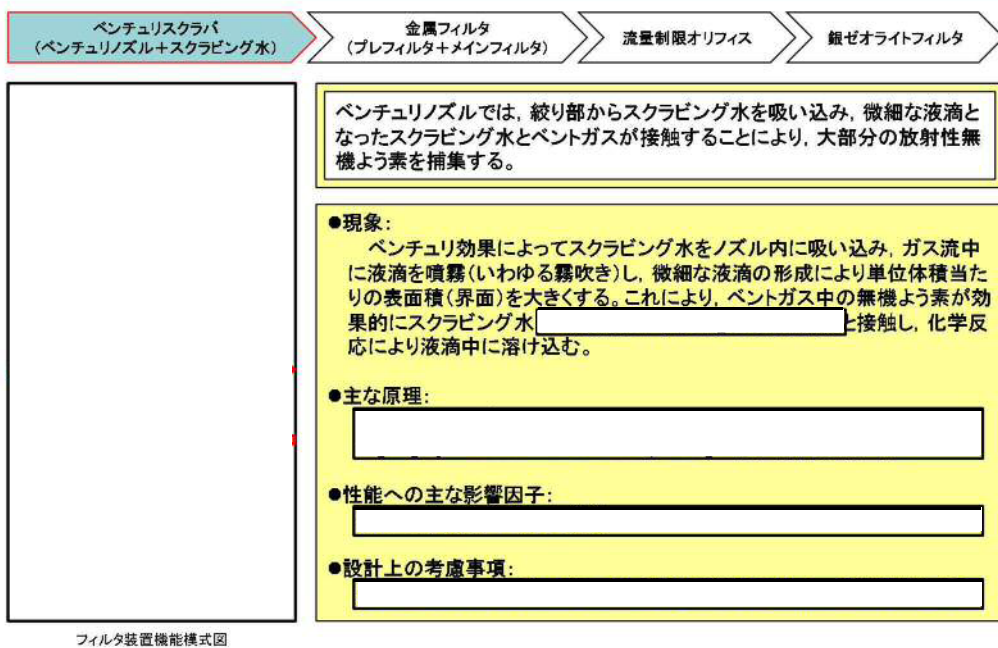 ベンチュリスクラバ
(ベンチュリノズル＋スクラビング水)
金属フィルタ
(プレフィルタ＋メインフィルタ)
流量制限オリフィス
銀ゼオライトフィルタ
ベンチュリノズルでは，絞り部からスクラビング水を吸い込み，微細な液滴と
なったスクラビング水とベントガスが接触することにより，大部分の放射性無
機よう素を捕集する。
●現象：
ベンチュリ効果によってスクラビング水をノズル内に吸い込み，ガス流中
に液滴を噴霧(いわゆる霧吹き)し，微細な液滴の形成により単位体積当た
りの表面積(界面)を大きくする。これにより，ベントガス中の無機よう素が効
果的にスクラビング水と接触し，化学反
応により液滴中に溶け込む。
●主な原理：
●性能への主な影響因子：
●設計上の考慮事項：
フィルタ装置機能模式図